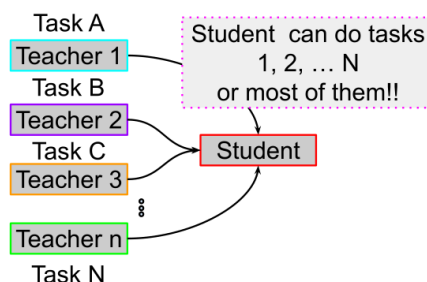 Task A
Teacher 1
Task B
Teacher 2
Task C
Teacher 3
Teacher n
Task N
Student can do tasks
1, 2, ... N
or most of them!!
Student